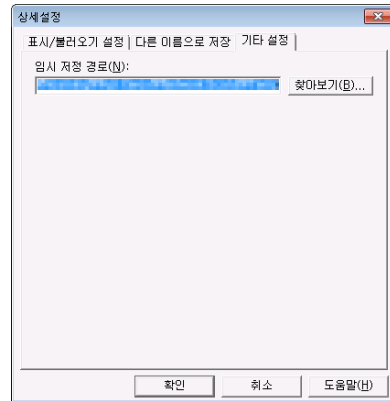 상세설정
표시/불러오기 설정 다른 이름으로 저장 기타 설정
임시 저정 경로(N):
찾아보기(B)...
확인 취소 도움말(H)